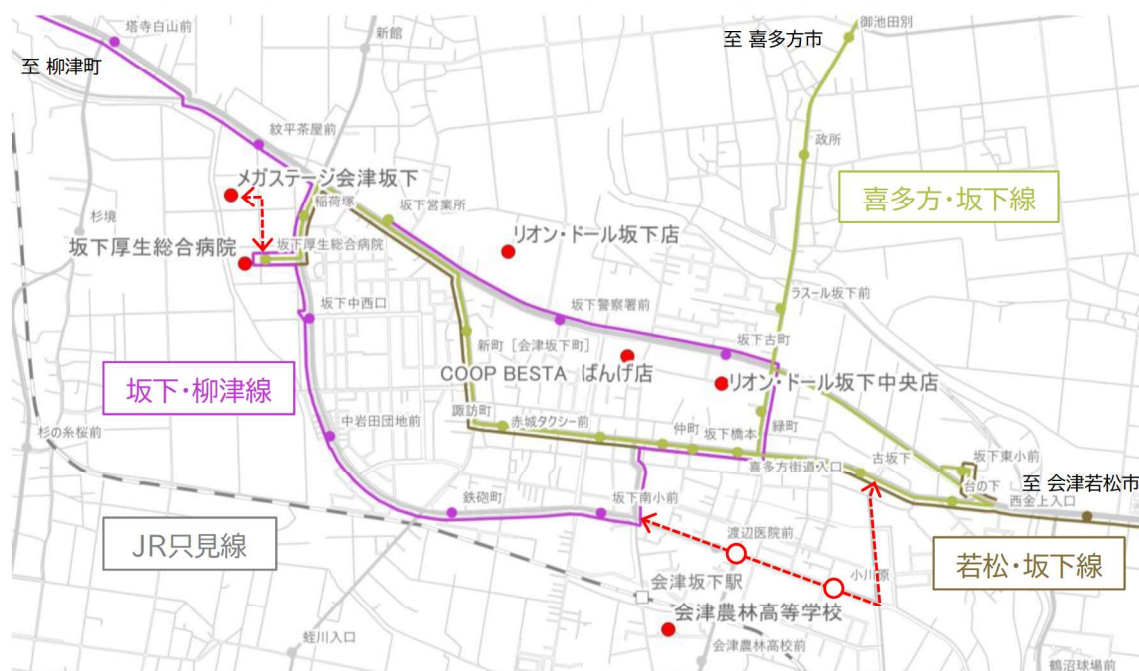 塔寺白山前
新館
至 喜多方市
御池田別
至 柳津町
紋平茶屋前
政所
メガステージ会津坂下
喜多方・坂下線
杉境
稲荷塚
坂下営業所
坂下厚生総合病院
坂下厚生総合病院
リオン・ドール坂下店
ラスール坂下前
坂下中西口
坂下警察署前
新町［会津坂下町］
坂下古町
COOP BESTA ばんげ店
坂下・柳津線
リオン・ドール坂下中央店
諏訪町
赤城タクシー前
仲町
坂下橋本
緑町
杉の糸桜前
中岩田団地前
喜多方街道入口
古坂下
坂下東小前
台の下
至 会津若松市
西金上入口
鉄砲町
坂下南小前
JR只見線
渡辺医院前
若松・坂下線
小川原
会津坂下駅
会津農林高等学校
蛭川入口
会津農林高校前
鶴沼球場前